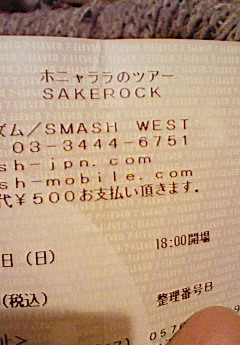 ホニャララのツアー
SAKEROCK
ズム／SMASH WEST
03-3444-6751
sh-jpn.com
sh-mobile.com
代￥500お支払い頂きます。
日（日） 18:00開場
(税込) 整理番号B